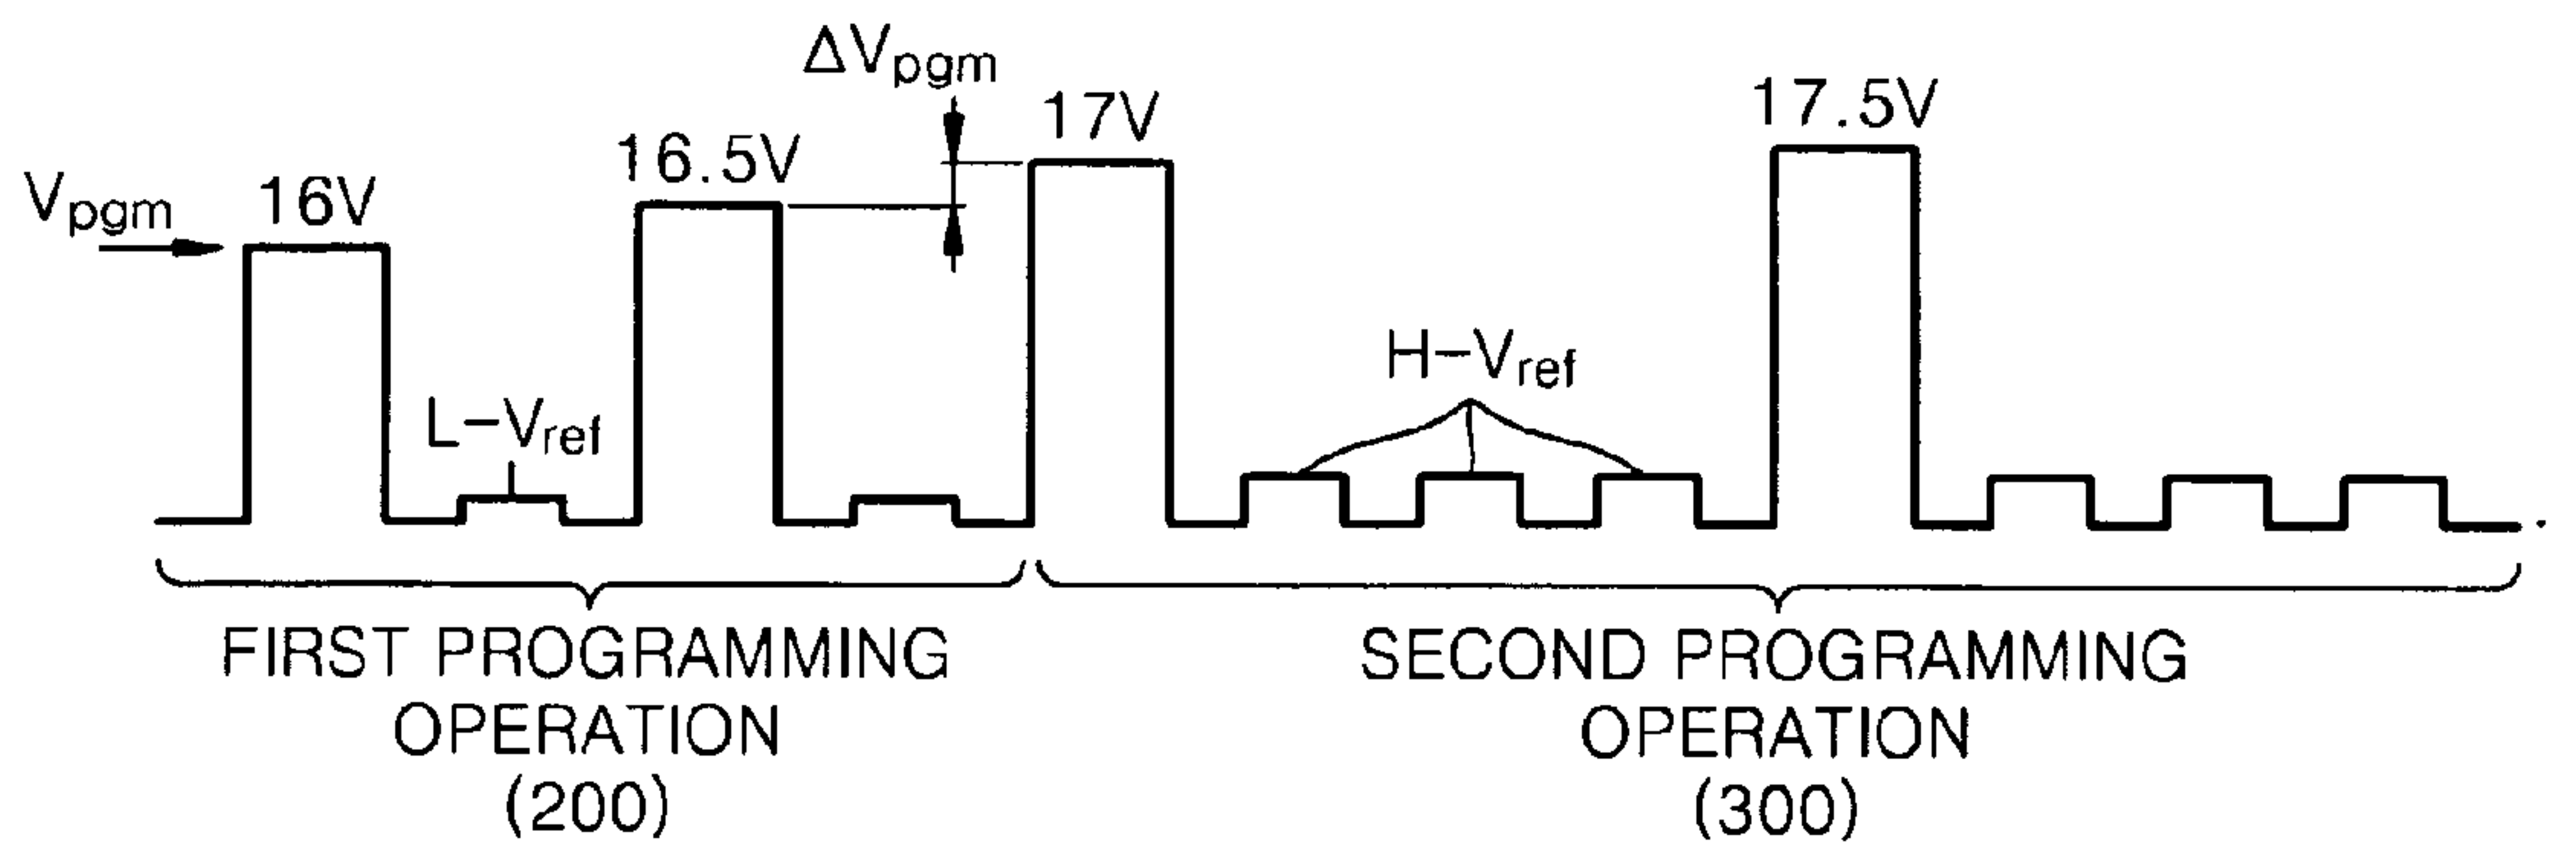 ΔVpgm
17V
17.5V
16.5V
Vpgm
16V
H-Vref
L-Vref
FIRST PROGRAMMING
OPERATION
(200)
SECOND PROGRAMMING
OPERATION
(300)